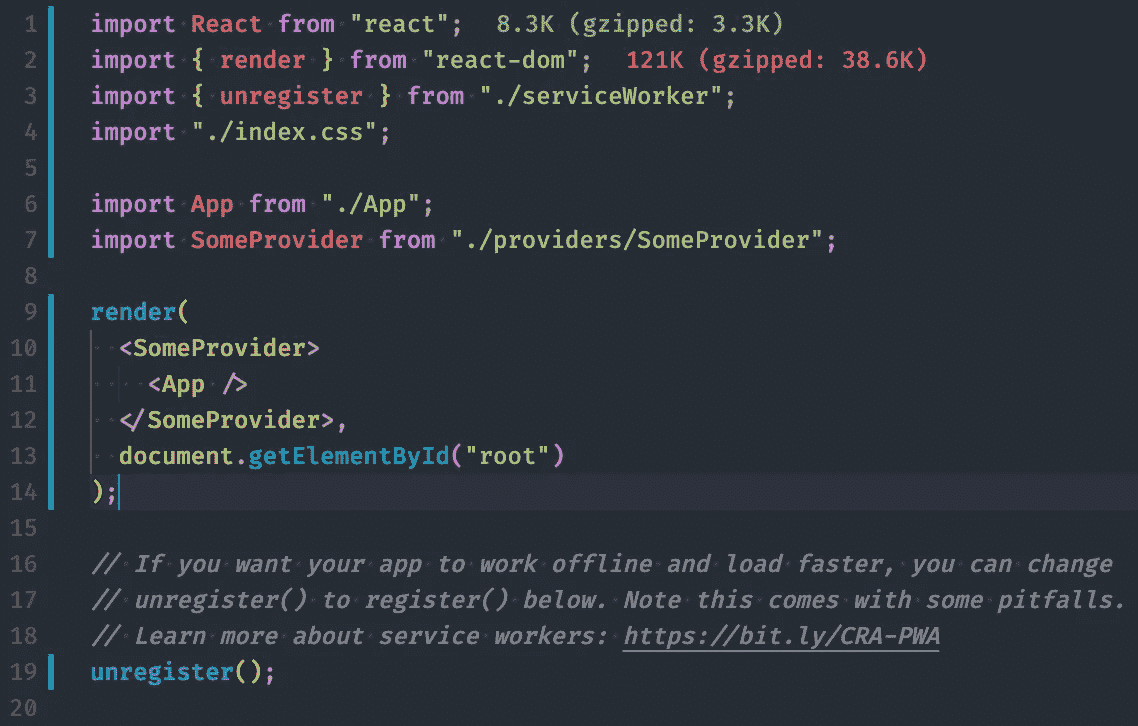 1 import React from "react"; 8.3K (gzipped: 3.3K)
2 import { render } from "react-dom"; 121K (gzipped: 38.6K)
3 import { unregister } from "./serviceWorker";
4 import "./index.css";
5
6 import App from "./App";
7 import SomeProvider from "./providers/SomeProvider";
8
9 render(
10   <SomeProvider>
11     <App />
12   </SomeProvider>,
13   document.getElementById("root")
14 );
15
16 // If you want your app to work offline and load faster, you can change
17 // unregister() to register() below. Note this comes with some pitfalls.
18 // Learn more about service workers: https://bit.ly/CRA-PWA
19 unregister();
20